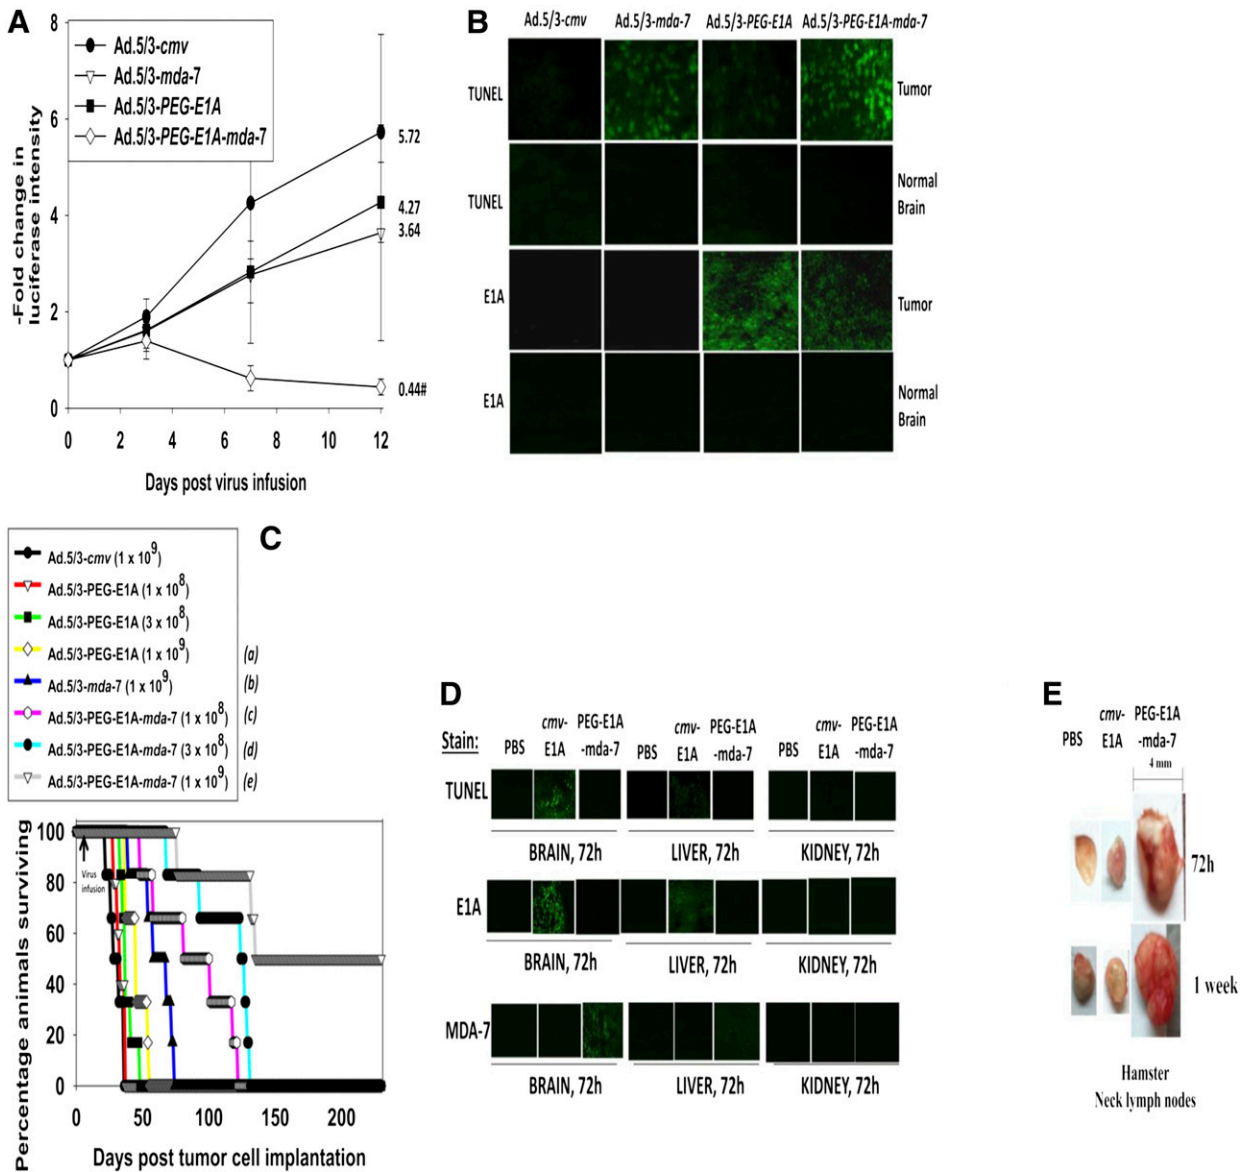 A
8
6
4
2
0
-Fold change in
luciferase intensity
Ad.5/3-cmv
Ad.5/3-mda-7
Ad.5/3-PEG-E1A
Ad.5/3-PEG-E1A-mda-7
5.72
4.27
3.64
0.44#
0 2 4 6 8 10 12
Days post virus infusion
B
Ad.5/3-cmv Ad.5/3-mda-7 Ad.5/3-PEG-E1A Ad.5/3-PEG-E1A-mda-7
TUNEL Tumor
TUNEL Normal
Brain
E1A Tumor
E1A Normal
Brain
C
Ad.5/3-cmv (1 x 10^9)
Ad.5/3-PEG-E1A (1 x 10^8)
Ad.5/3-PEG-E1A (3 x 10^8)
Ad.5/3-PEG-E1A (1 x 10^9) (a)
Ad.5/3-mda-7 (1 x 10^9) (b)
Ad.5/3-PEG-E1A-mda-7 (1 x 10^8) (c)
Ad.5/3-PEG-E1A-mda-7 (3 x 10^8) (d)
Ad.5/3-PEG-E1A-mda-7 (1 x 10^9) (e)
Percentage animals surviving
100
80
60
40
20
0
Virus
infusion
0 50 100 150 200
Days post tumor cell implantation
D
Stain:
PBS cmv-E1A PEG-E1A-mda-7 PBS cmv-E1A PEG-E1A-mda-7 PBS cmv-E1A PEG-E1A-mda-7
TUNEL
BRAIN, 72h LIVER, 72h KIDNEY, 72h
E1A
BRAIN, 72h LIVER, 72h KIDNEY, 72h
MDA-7
BRAIN, 72h LIVER, 72h KIDNEY, 72h
E
PBS cmv-E1A PEG-E1A-mda-7
4 mm
72h
1 week
Hamster
Neck lymph nodes